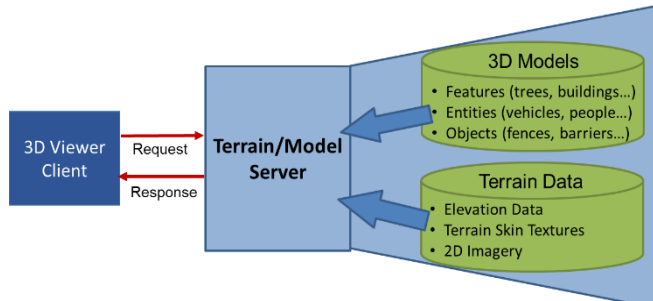 3D Viewer
Client
Request
Response
Terrain/Model
Server
3D Models
• Features (trees, buildings…)
• Entities (vehicles, people…)
• Objects (fences, barriers…)
Terrain Data
• Elevation Data
• Terrain Skin Textures
• 2D Imagery